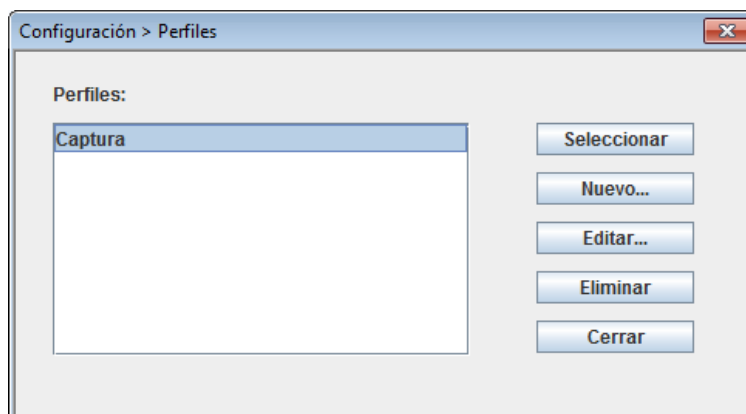 Configuración > Perfiles
Perfiles:
Captura
Seleccionar
Nuevo...
Editar...
Eliminar
Cerrar